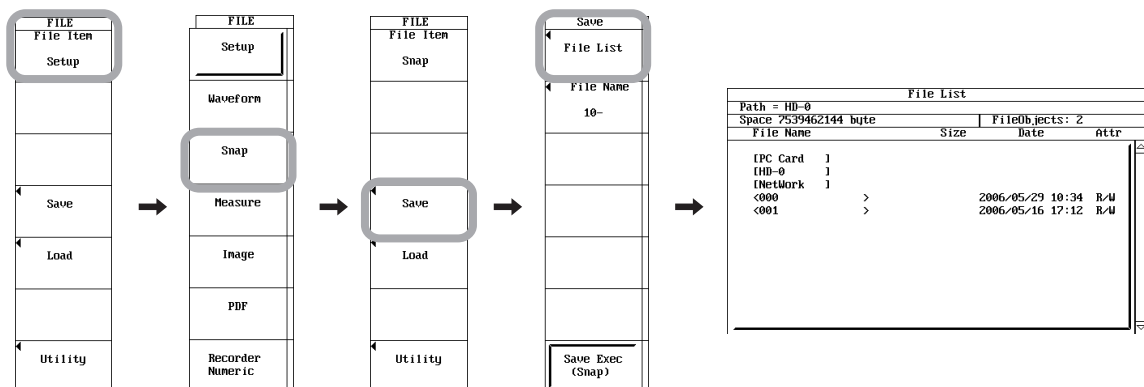 FILE
File Item
Setup
Save
Load
Utility
FILE
Setup
Waveform
Snap
Measure
Image
PDF
Recorder
Numeric
FILE
File Item
Snap
Save
Load
Utility
Save
File List
File Name
10-
Save Exec
(Snap)
File List
Path = HD-0
Space 7539462144 byte FileObjects: 2
File Name Size Date Attr
[PC Card ]
[HD-0 ]
[NetWork ]
<000 > 2006/05/29 10:34 R/W
<001 > 2006/05/16 17:12 R/W